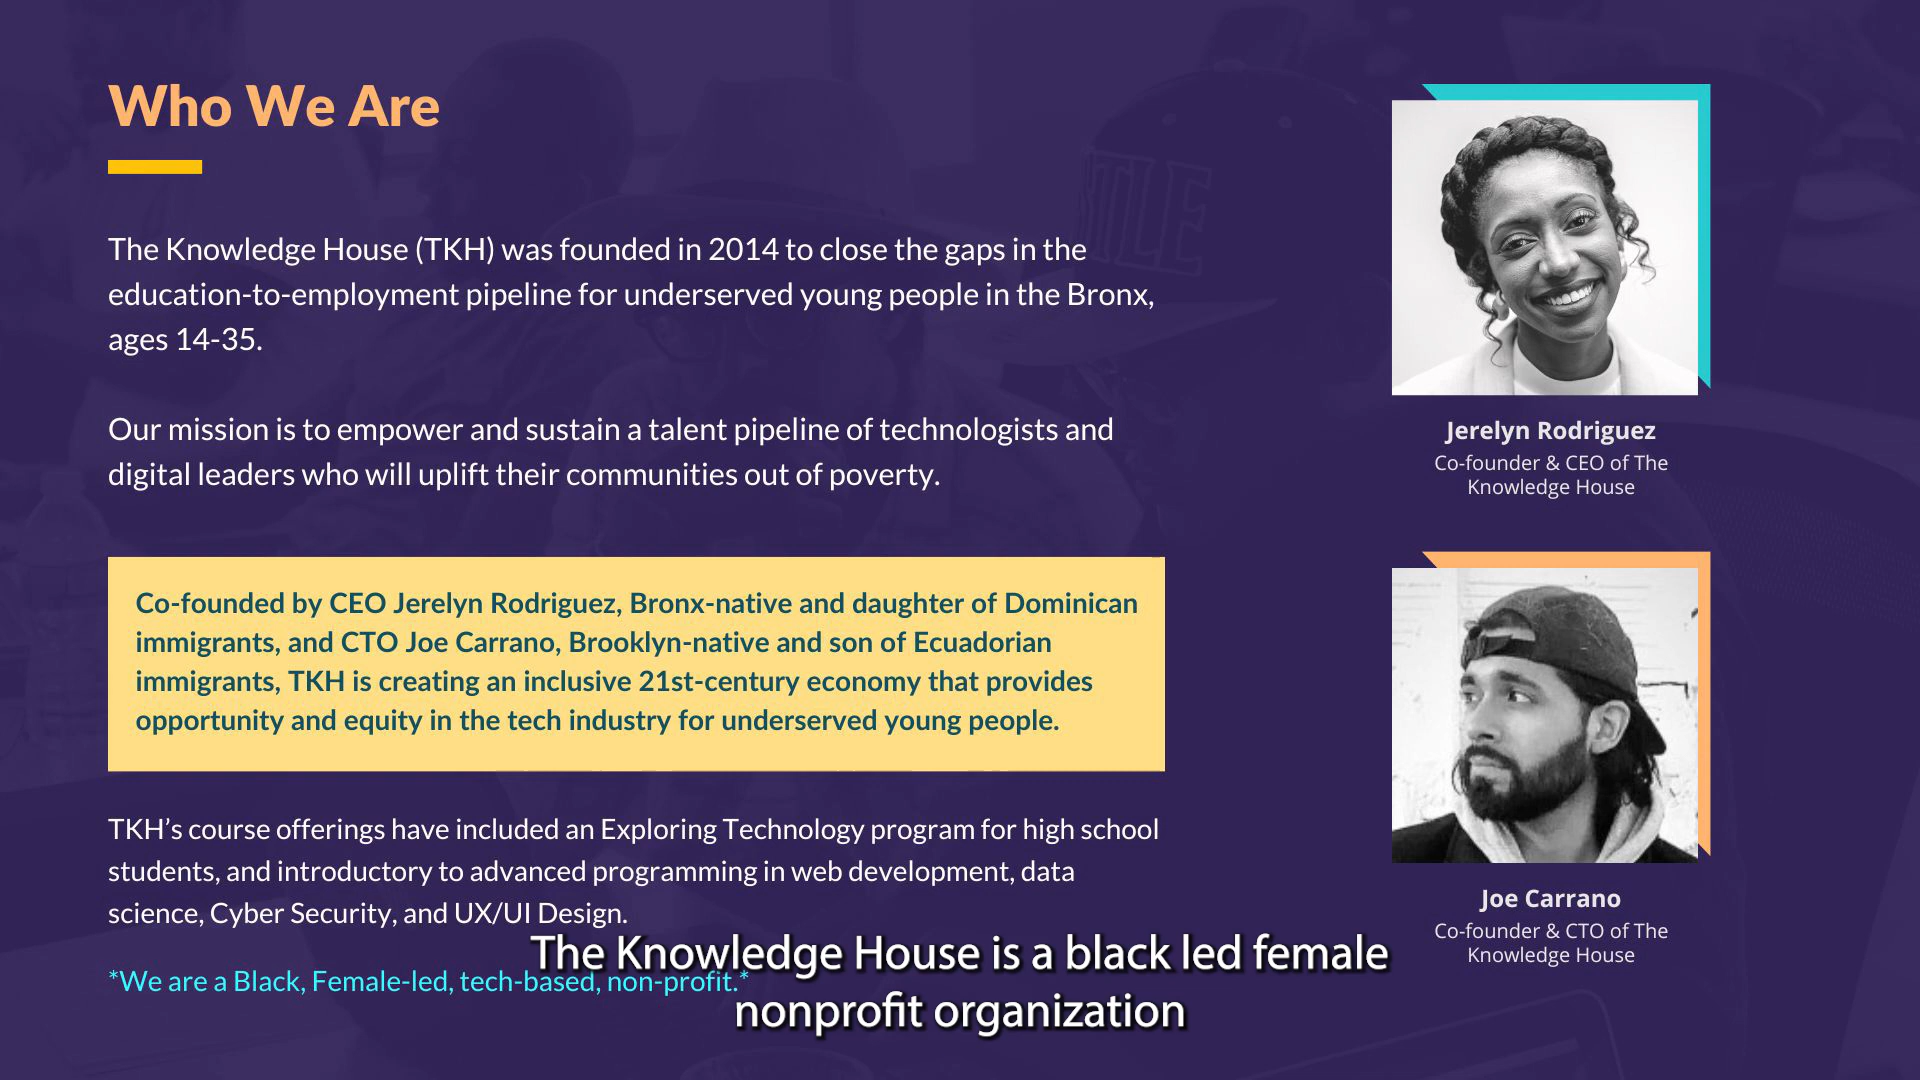 Who We Are
The Knowledge House (TKH) was founded in 2014 to close the gaps in the
education-to-employment pipeline for underserved young people in the Bronx,
ages 14-35.
Our mission is to empower and sustain a talent pipeline of technologists and
digital leaders who will uplift their communities out of poverty.
Co-founded by CEO Jerelyn Rodriguez, Bronx-native and daughter of Dominican
immigrants, and CTO Joe Carrano, Brooklyn-native and son of Ecuadorian
immigrants, TKH is creating an inclusive 21st-century economy that provides
opportunity and equity in the tech industry for underserved young people.
TKH’s course offerings have included an Exploring Technology program for high school
students, and introductory to advanced programming in web development, data
science, Cyber Security, and UX/UI Design.
*We are a Black, Female-led, tech-based, non-profit.*
Jerelyn Rodriguez
Co-founder & CEO of The
Knowledge House
Joe Carrano
Co-founder & CTO of The
Knowledge House
The Knowledge House is a black led female
nonprofit organization